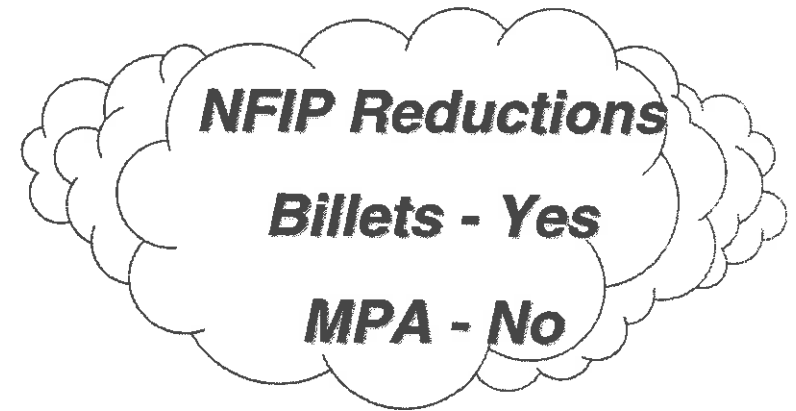 NFIP Reductions
Billets - Yes
MPA - No